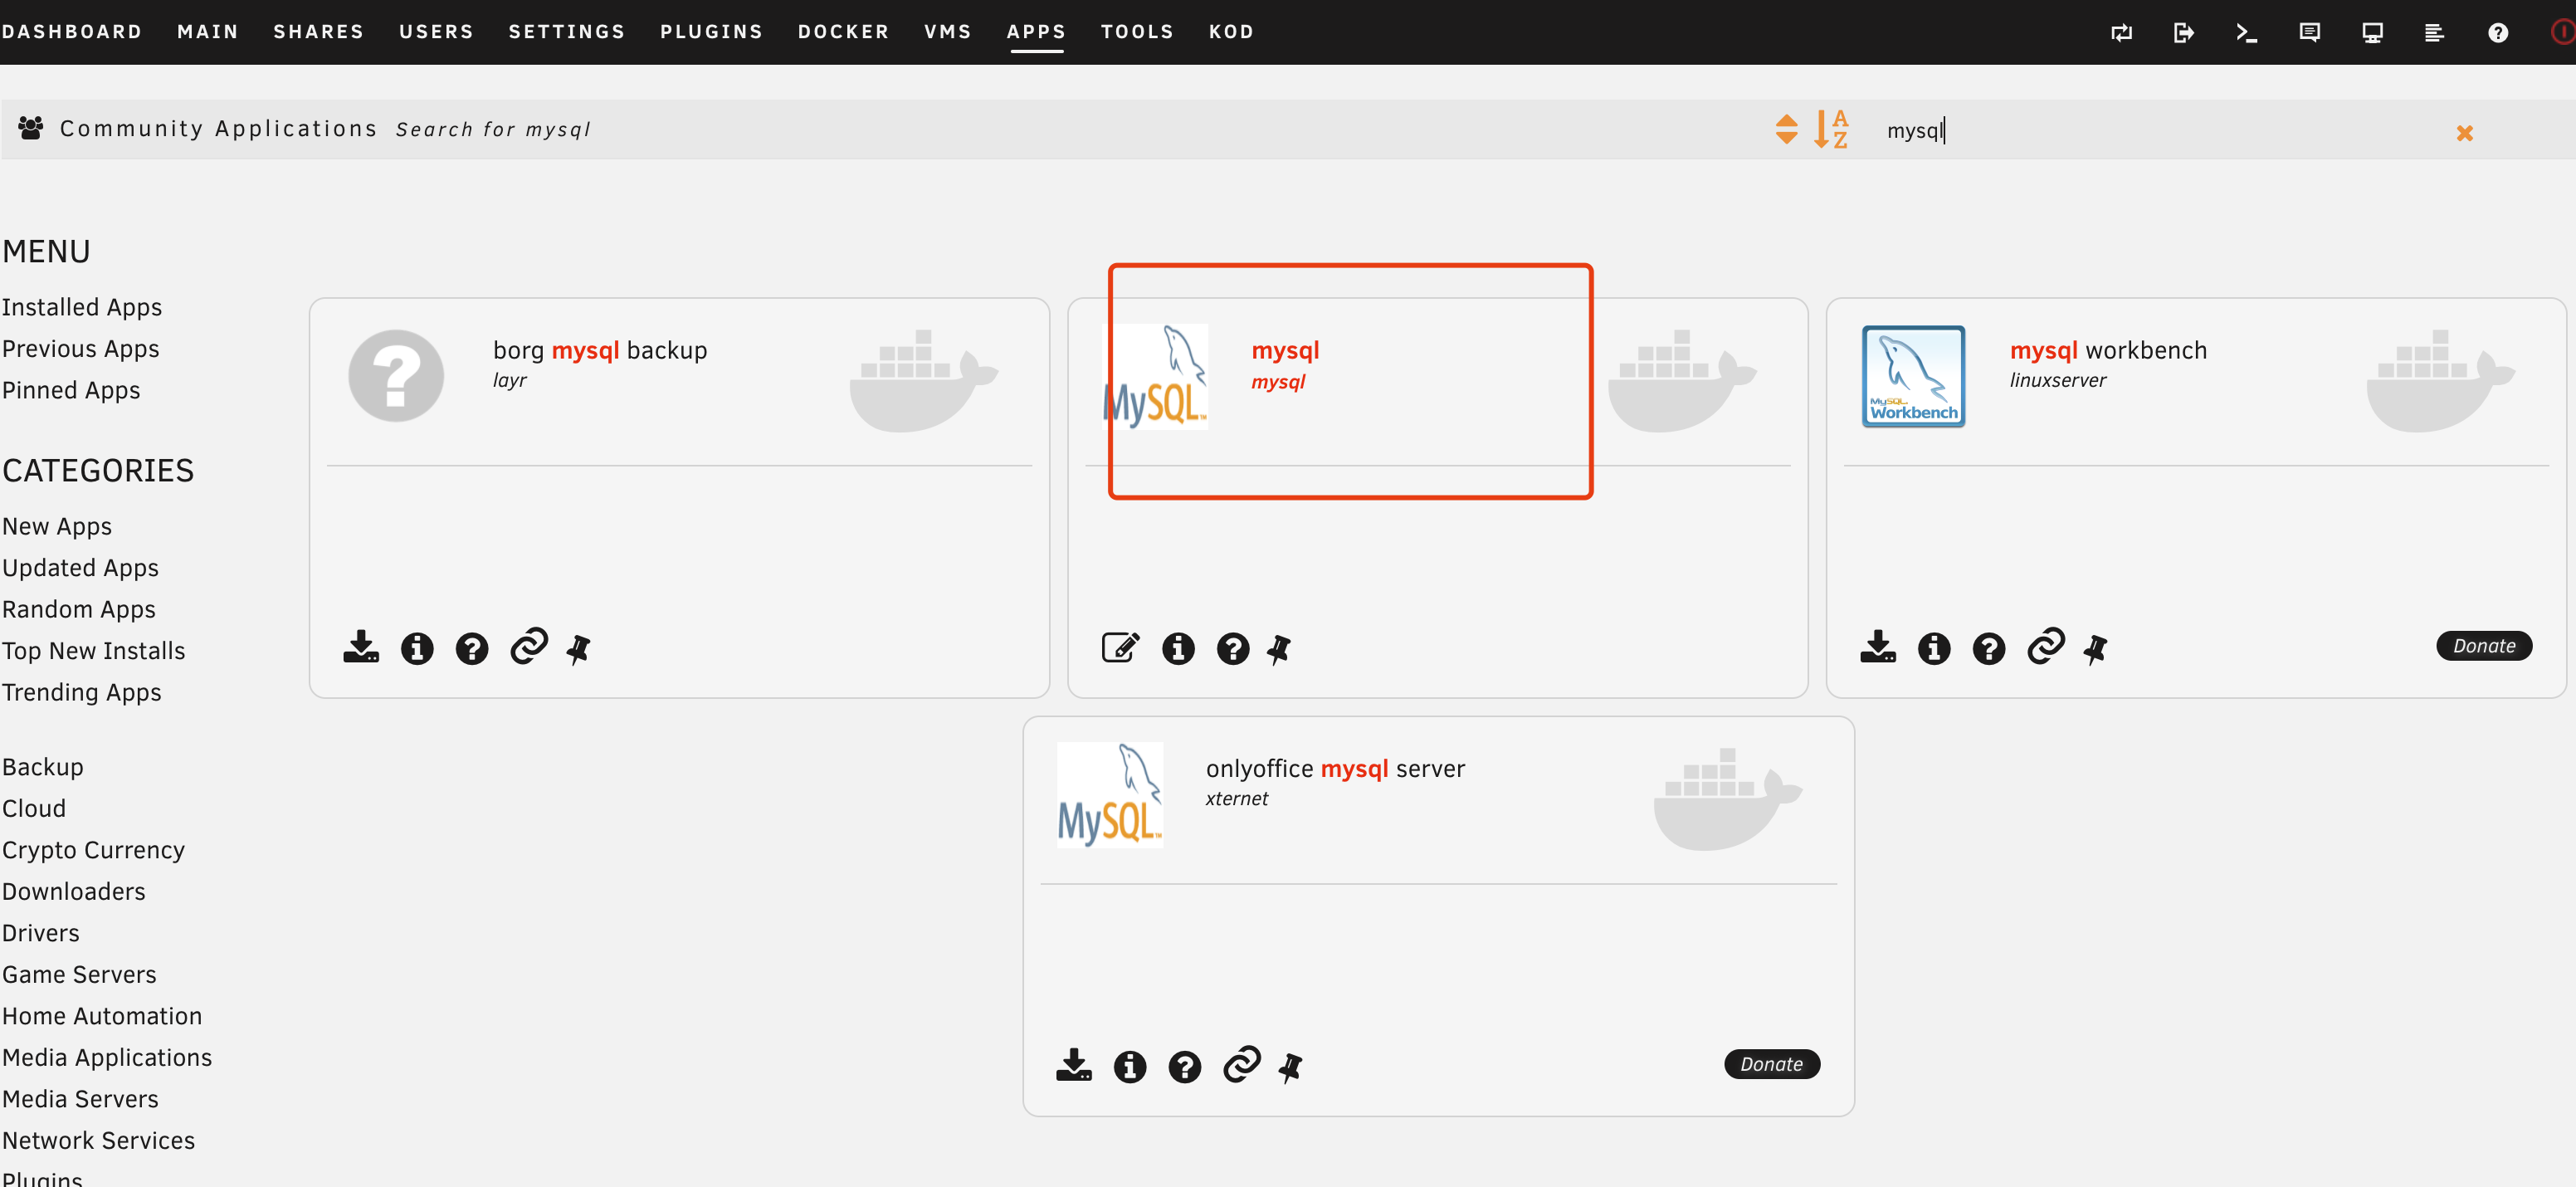 DASHBOARD MAIN SHARES USERS SETTINGS PLUGINS DOCKER VMS APPS TOOLS KOD
Community Applications Search for mysql
A
Z
mysql
MENU
Installed Apps
Previous Apps
Pinned Apps
CATEGORIES
New Apps
Updated Apps
Random Apps
Top New Installs
Trending Apps
Backup
Cloud
Crypto Currency
Downloaders
Drivers
Game Servers
Home Automation
Media Applications
Media Servers
Network Services
Plugins
borg mysql backup
layr
MySQL™
mysql
mysql
MySQL Workbench
mysql workbench
linuxserver
Donate
MySQL™
onlyoffice mysql server
xternet
Donate